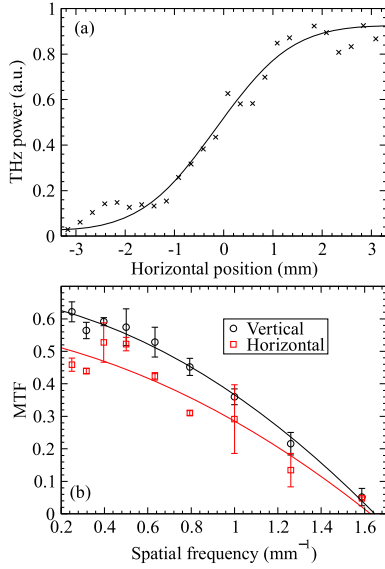 (a)
THz power (a.u.)
1
0.8
0.6
0.4
0.2
0
-3 -2 -1 0 1 2 3
Horizontal position (mm)
(b)
MTF
0.6
0.5
0.4
0.3
0.2
0.1
0
Vertical
Horizontal
0.2 0.4 0.6 0.8 1.0 1.2 1.4 1.6
Spatial frequency (mm⁻¹)